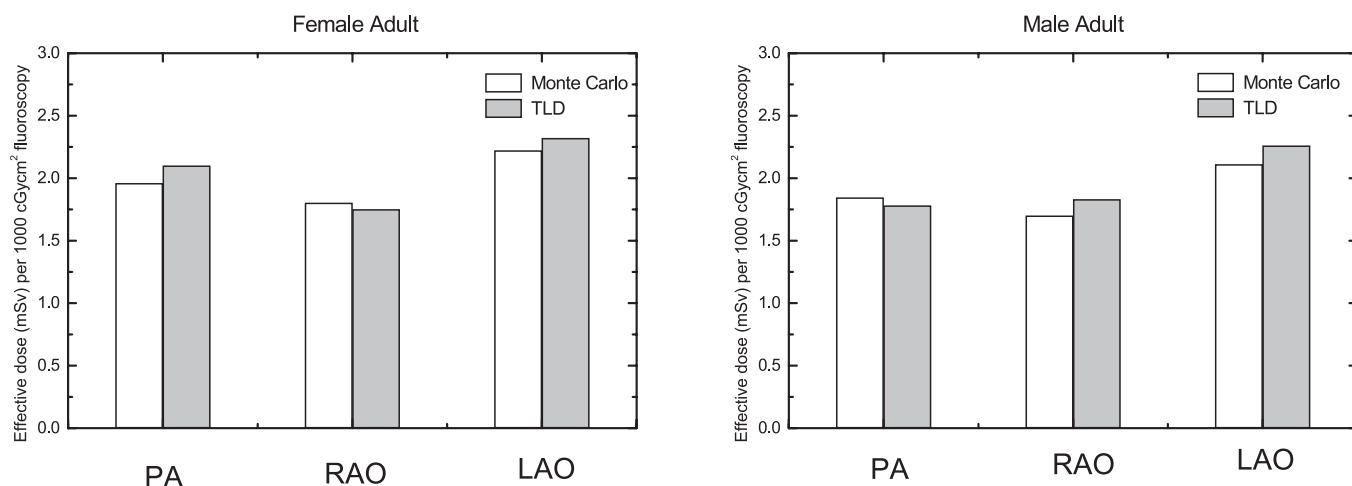 Female Adult
Effective dose (mSv) per 1000 cGycm² fluoroscopy
3.0
2.5
2.0
1.5
1.0
0.5
0.0
Monte Carlo
TLD
PA
RAO
LAO
Male Adult
Effective dose (mSv) per 1000 cGycm² fluoroscopy
3.0
2.5
2.0
1.5
1.0
0.5
0.0
Monte Carlo
TLD
PA
RAO
LAO